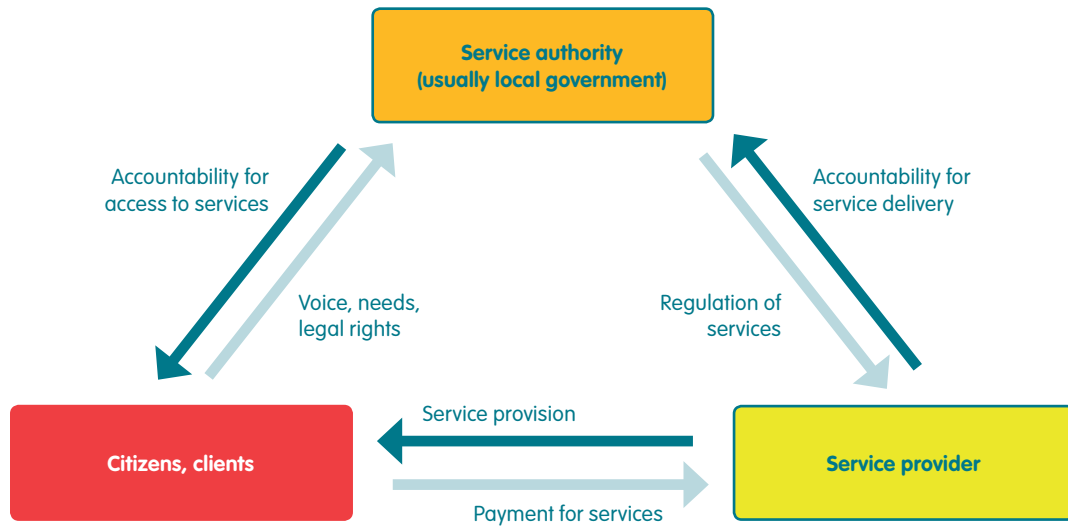 Service authority
(usually local government)
Accountability for
access to services
Accountability for
service delivery
Voice, needs,
legal rights
Regulation of
services
Service provision
Citizens, clients
Service provider
Payment for services